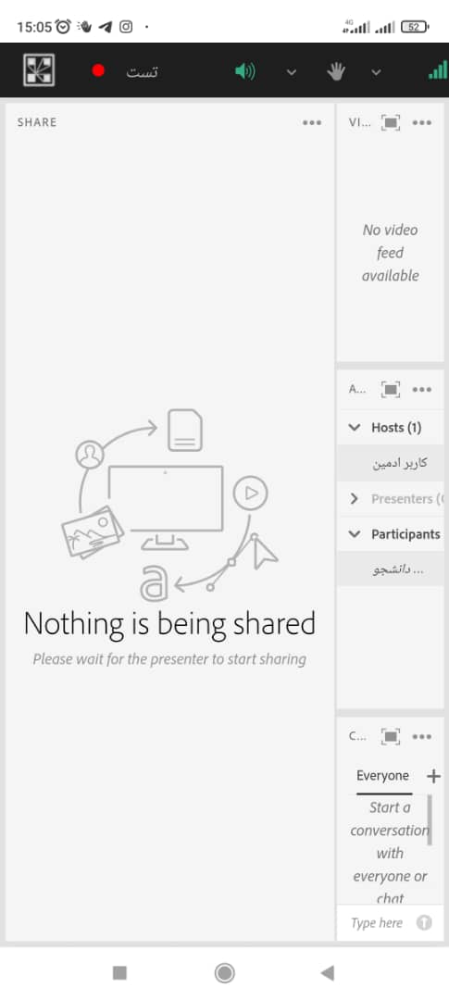 15:05
4G
52
تست
SHARE
VI...
No video
feed
available
A...
Hosts (1)
کاربر ادمین
Presenters (
Participants
... دانشجو
a
Nothing is being shared
Please wait for the presenter to start sharing
C...
Everyone
Start a
conversation
with
everyone or
chat
Type here